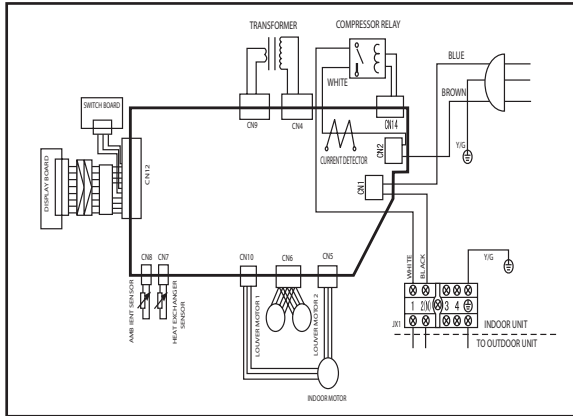 TRANSFORMER
COMPRESSOR RELAY
BLUE
WHITE
BROWN
SWITCH BOARD
CN9
CN4
CN14
Y/G
CN12
CURRENT DETECTOR
CN2
DISPLAY BOARD
CN1
CN8
CN7
CN10
CN6
CN5
WHITE
BLACK
Y/G
AMBIENT SENSOR
HEAT EXCHANGER
SENSOR
LOUVER MOTOR 1
LOUVER MOTOR 2
1
2(N)
3
4
JX1
INDOOR UNIT
TO OUTDOOR UNIT
INDOOR MOTOR